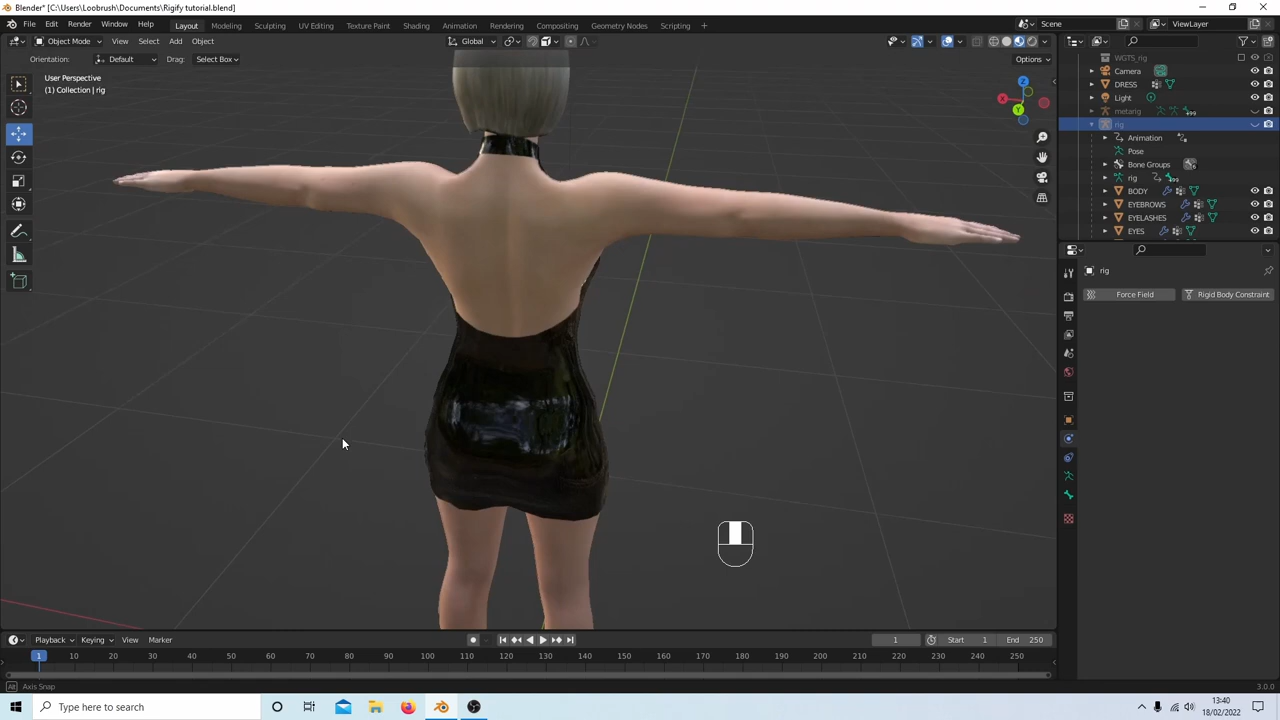 Blender* [C:\Users\Loobrush\Documents\Rigify tutorial.blend]
File Edit Render Window Help Layout Modeling Sculpting UV Editing Texture Paint Shading Animation Rendering Compositing Geometry Nodes Scripting + Scene ViewLayer
Object Mode View Select Add Object Global
Orientation: Default Drag: Select Box Options
User Perspective
(1) Collection | rig
WGTS_rig
Camera
DRESS
Light
metarig 99
rig
Animation
Pose
Bone Groups
rig 99
BODY
EYEBROWS
EYELASHES
EYES
rig
Force Field Rigid Body Constraint
X Y Z
Playback Keying View Marker 1 Start 1 End 250
1 10 20 30 40 50 60 70 80 90 100 110 120 130 140 150 160 170 180 190 200 210 220 230 240 250
Alt Axis Snap 3.0.0
Type here to search
13:40
18/02/2022